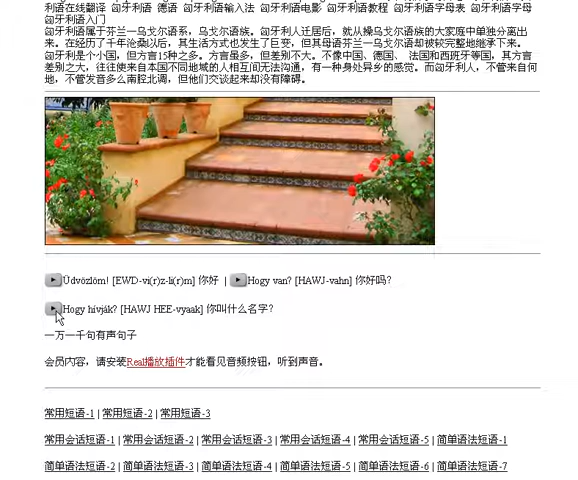 利语在线翻译 匈牙利语 德语 匈牙利语输入法 匈牙利语电影 匈牙利语教程 匈牙利语字母表 匈牙利语字母
匈牙利语入门
匈牙利语属于芬兰—乌戈尔语系，乌戈尔语族。匈牙利人迁居后，就从操乌戈尔语族的大家庭中单独分离出
来。在经历了千年沧桑以后，其生活方式也发生了巨变，但其母语芬兰—乌戈尔语却被较完整地继承下来。
匈牙利是个小国，但方言15种之多。方言虽多，但差别不大。不像中国、德国、 法国和西班牙等国，其方言
差别之大，往往使来自本国不同地域的人相互间无法沟通，有一种身处异乡的感觉。而匈牙利人，不管来自何
地，不管发音多么南腔北调，但他们交谈起来却没有障碍。
Üdvözlöm! [EWD-vi(r)z-li(r)m] 你好 | Hogy van? [HAWJ-vahn] 你好吗?
Hogy hívják? [HAWJ HEE-vyaak] 你叫什么名字?
一万一千句有声句子
会员内容，请安装Real播放插件才能看见音频按钮，听到声音。
常用短语-1 | 常用短语-2 | 常用短语-3
常用会话短语-1 | 常用会话短语-2 | 常用会话短语-3 | 常用会话短语-4 | 常用会话短语-5 | 简单语法短语-1
简单语法短语-2 | 简单语法短语-3 | 简单语法短语-4 | 简单语法短语-5 | 简单语法短语-6 | 简单语法短语-7